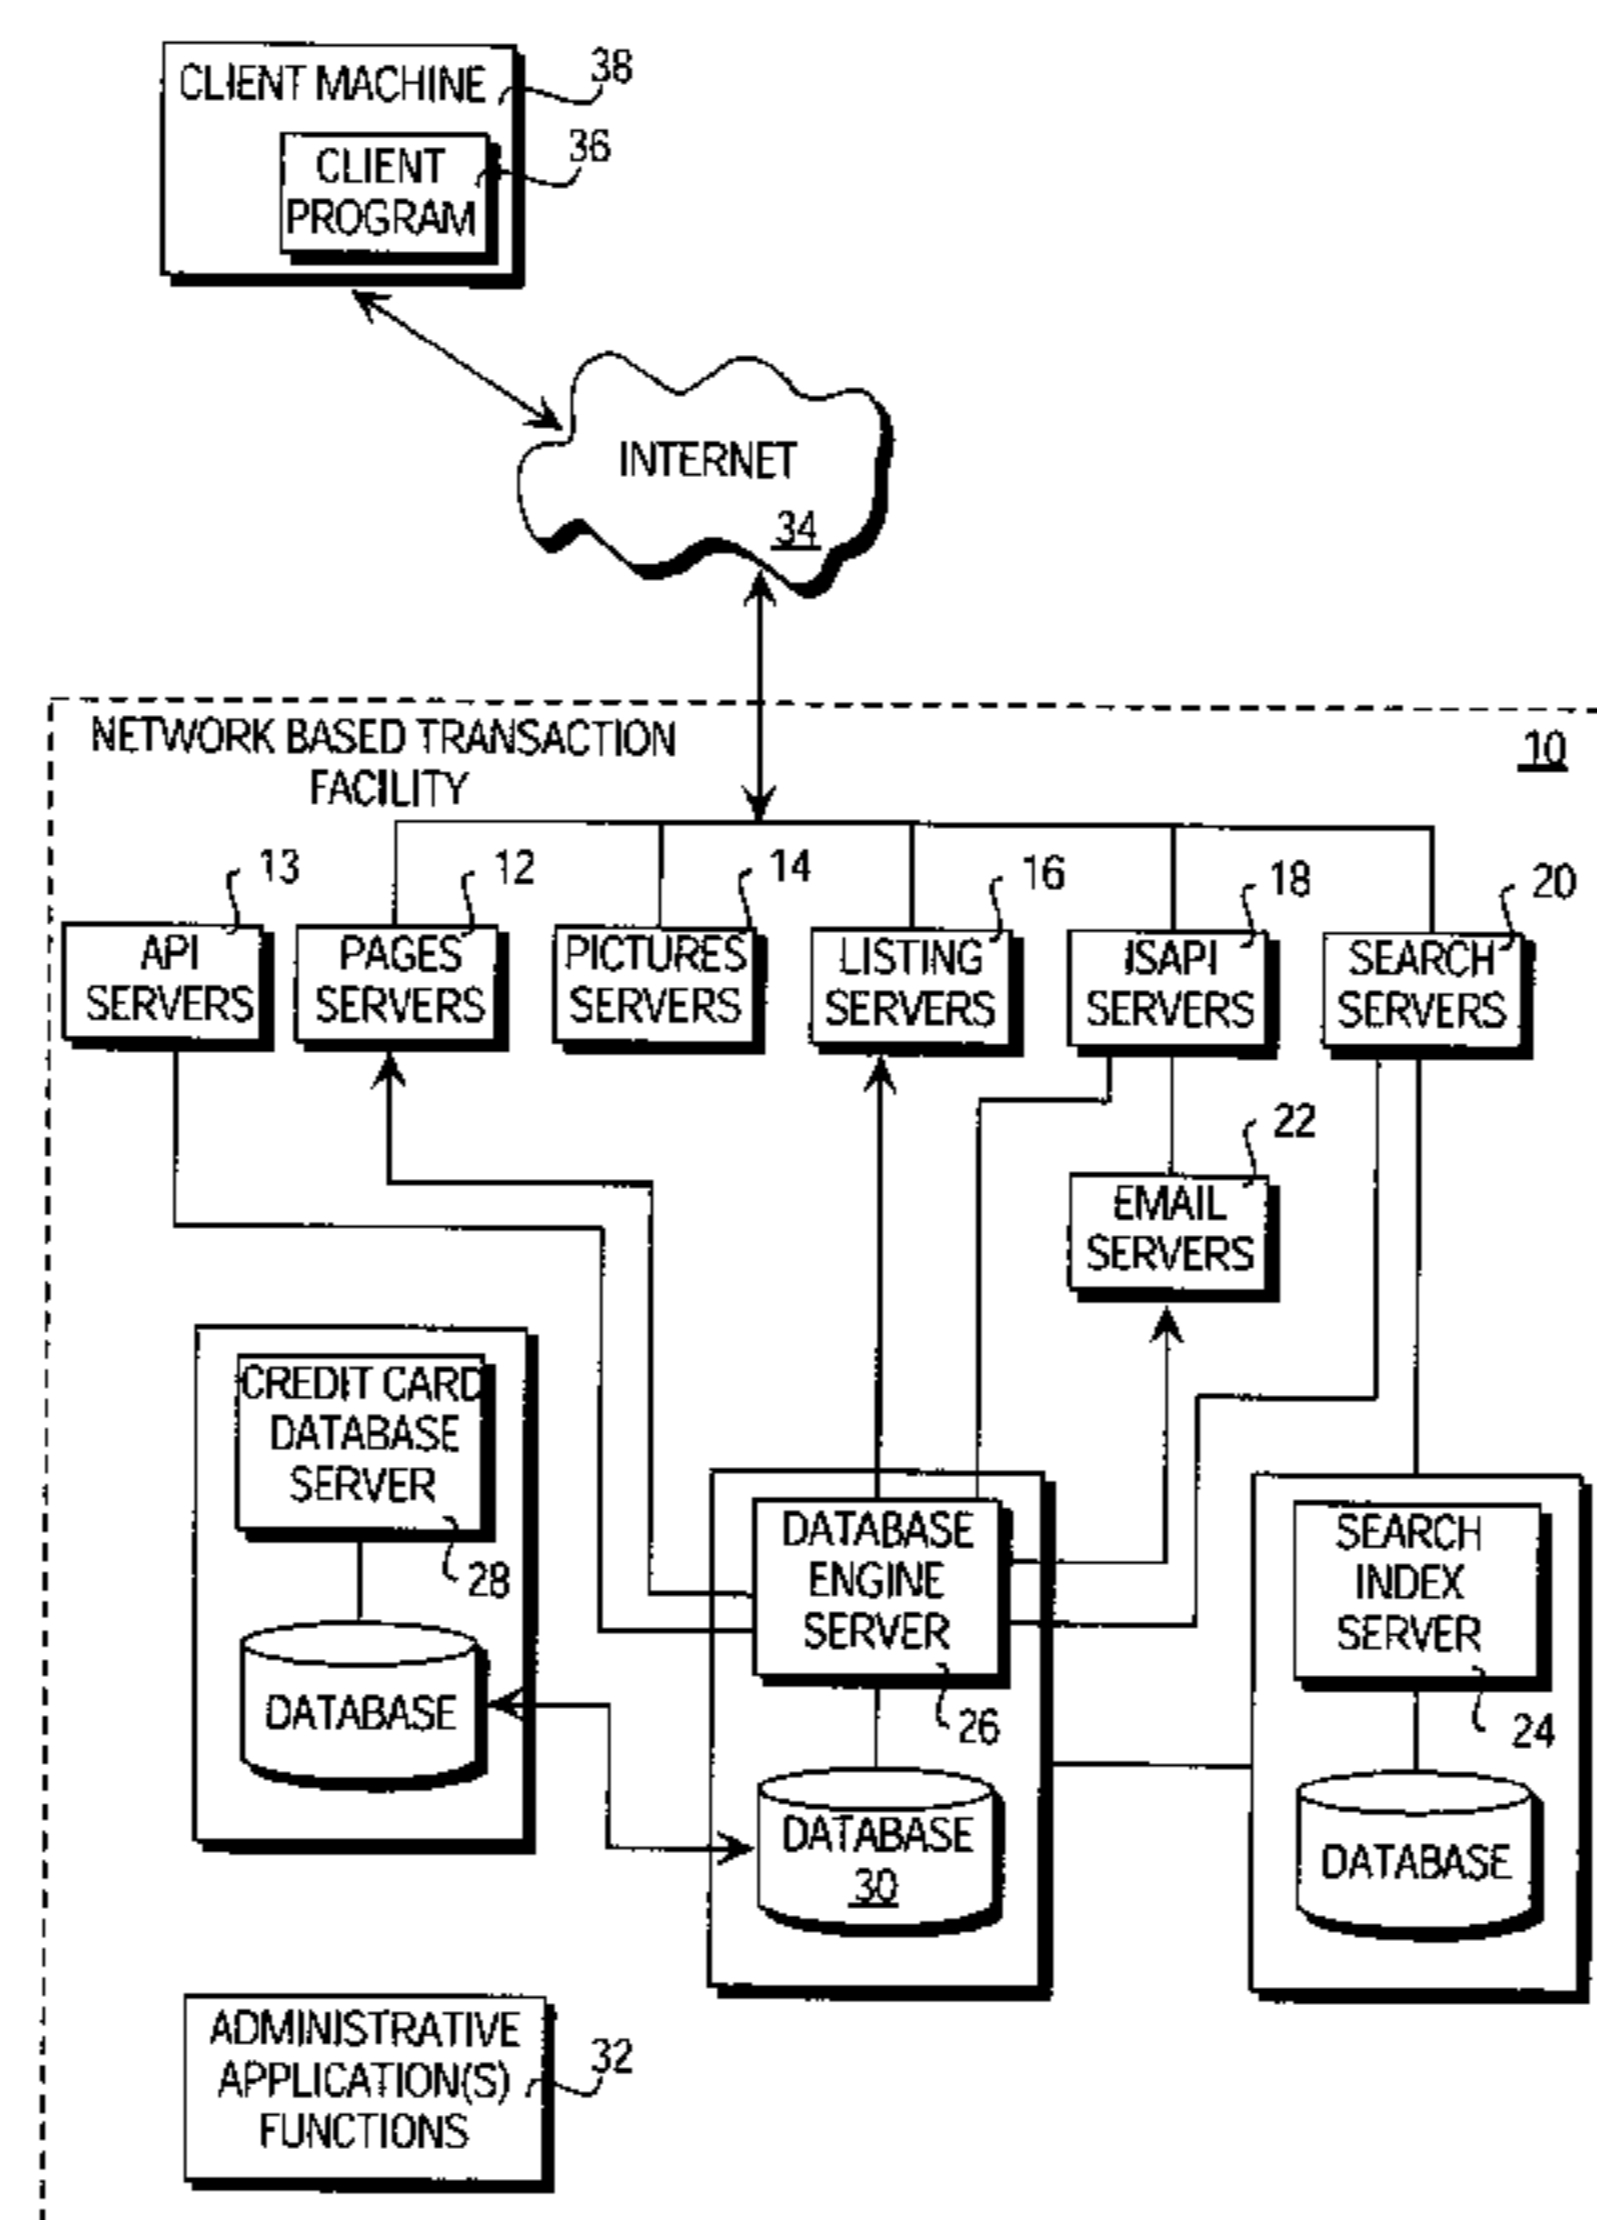 CLIENT MACHINE
38
CLIENT
PROGRAM
36
INTERNET
34
NETWORK BASED TRANSACTION
FACILITY
10
13
12
14
16
18
20
API
SERVERS
PAGES
SERVERS
PICTURES
SERVERS
LISTING
SERVERS
ISAPI
SERVERS
SEARCH
SERVERS
22
EMAIL
SERVERS
CREDIT CARD
DATABASE
SERVER
28
DATABASE
DATABASE
ENGINE
SERVER
26
DATABASE
30
SEARCH
INDEX
SERVER
24
DATABASE
ADMINISTRATIVE
APPLICATION(S)
FUNCTIONS
32